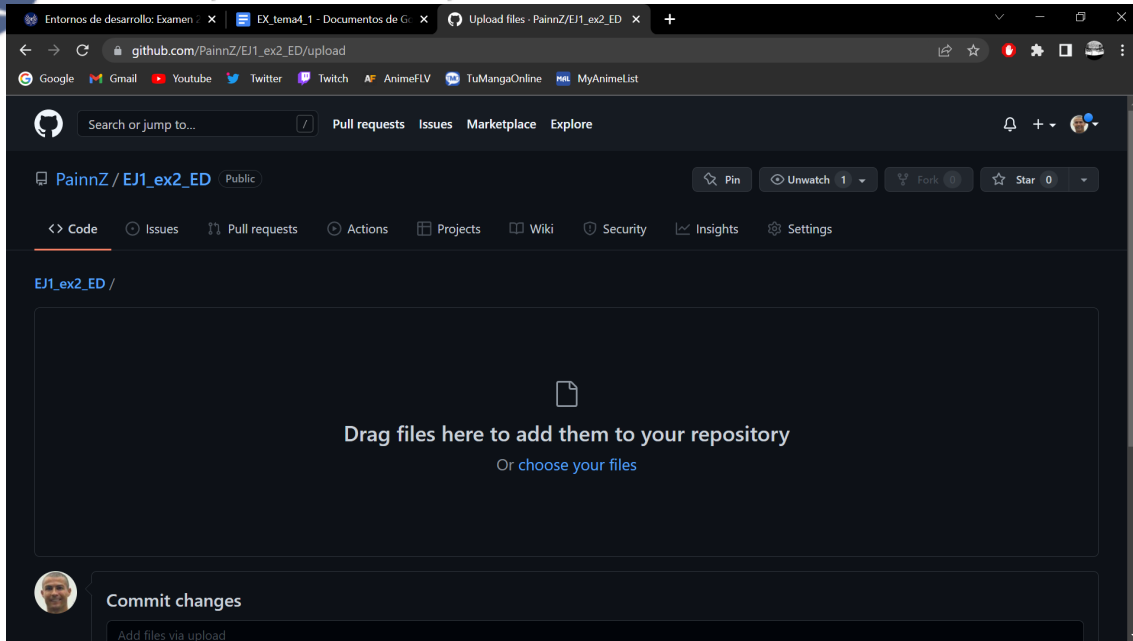 Entornos de desarrollo: Examen 2
EX_tema4_1 - Documentos de Go
Upload files · PainnZ/EJ1_ex2_ED
github.com/PainnZ/EJ1_ex2_ED/upload
Google Gmail Youtube Twitter Twitch AF AnimeFLV TuMangaOnline MAL MyAnimeList
Search or jump to... / Pull requests Issues Marketplace Explore
PainnZ / EJ1_ex2_ED Public Pin Unwatch 1 Fork 0 Star 0
<> Code Issues Pull requests Actions Projects Wiki Security Insights Settings
EJ1_ex2_ED /
Drag files here to add them to your repository
Or choose your files
Commit changes
Add files via upload